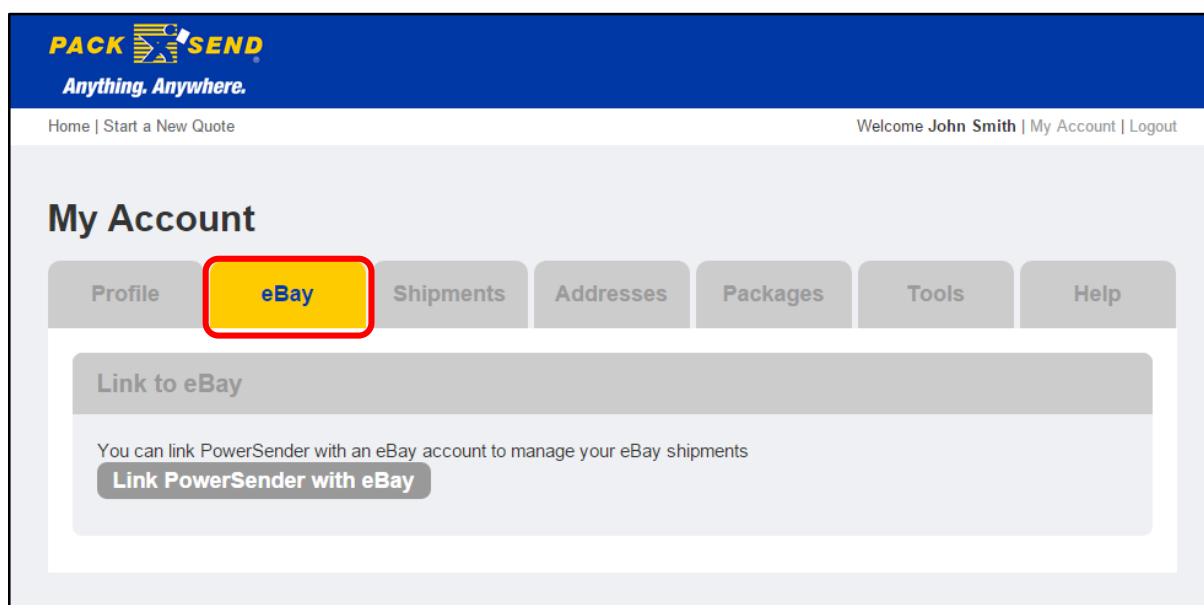 PACK SEND
Anything. Anywhere.
Home | Start a New Quote
Welcome John Smith | My Account | Logout
My Account
Profile
eBay
Shipments
Addresses
Packages
Tools
Help
Link to eBay
You can link PowerSender with an eBay account to manage your eBay shipments
Link PowerSender with eBay